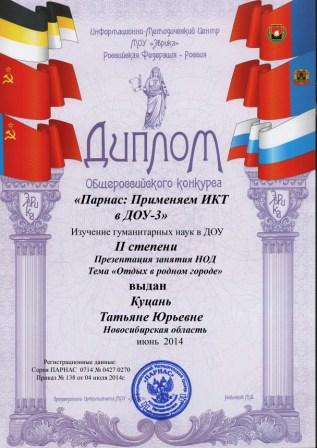 Информационно-Методический Центр
МОУ «Эврика»
Российская Федерация - Россия
Диплом
Общероссийского конкурса
«Парнас: Применяем ИКТ
в ДОУ-3»
Изучение гуманитарных наук в ДОУ
II степени
Презентация занятия НОД
Тема «Отдых в родном городе»
выдан
Куцань
Татьяне Юрьевне
Новосибирская область
июнь 2014
Регистрационные данные:
Серия ПАРНАС 0714 № 0427 0270
Приказ № 138 от 04 июля 2014г.
«ПАРНАС»